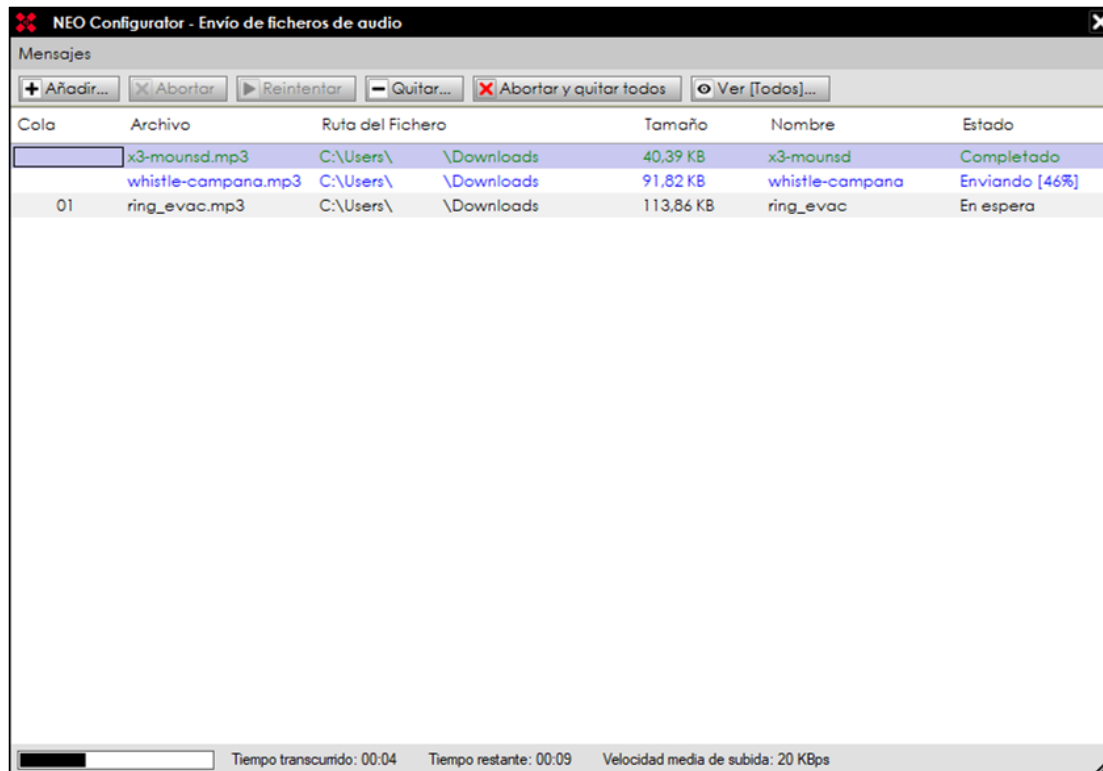 NEO Configurator - Envío de ficheros de audio
Mensajes
Añadir... Abortar Reintentar Quitar... Abortar y quitar todos Ver [Todos]...
Cola Archivo Ruta del Fichero Tamaño Nombre Estado
x3-mounsd.mp3 C:\Users\ \Downloads 40,39 KB x3-mounsd Completado
whistle-campana.mp3 C:\Users\ \Downloads 91,82 KB whistle-campana Enviando [46%]
01 ring_evac.mp3 C:\Users\ \Downloads 113,86 KB ring_evac En espera
Tiempo transcurrido: 00:04 Tiempo restante: 00:09 Velocidad media de subida: 20 KBps